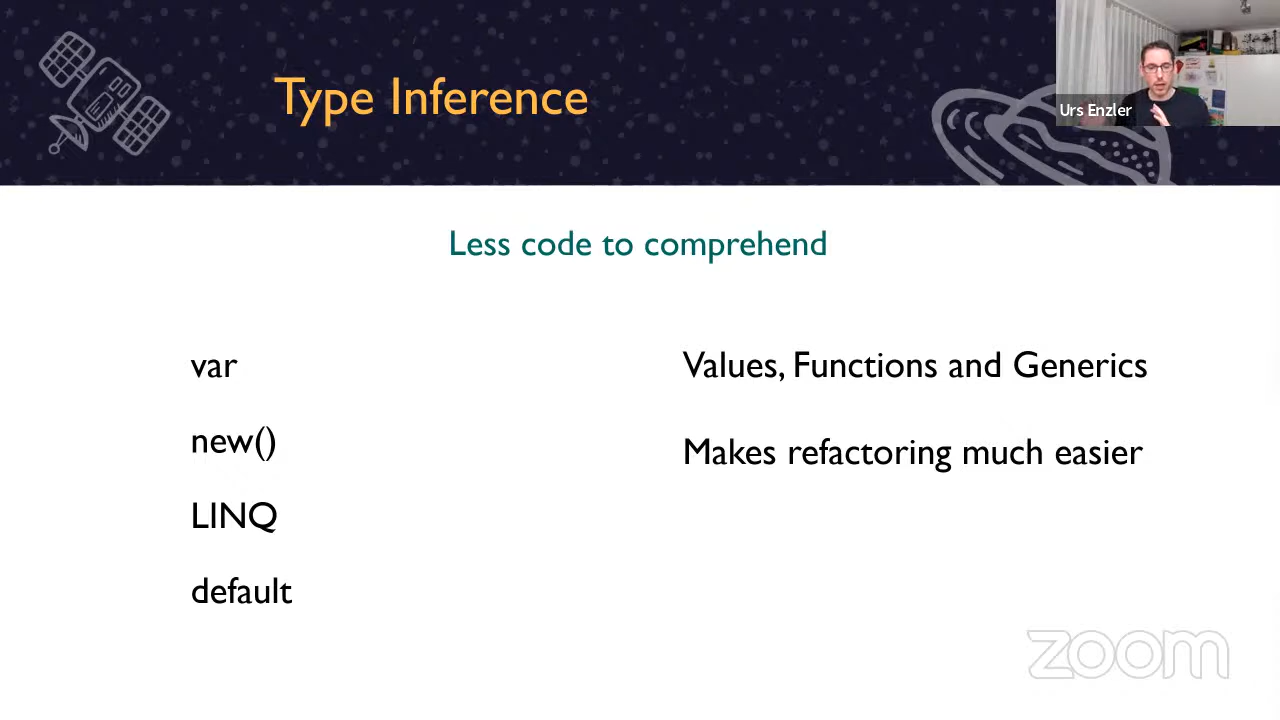 Type Inference
Urs Enzler
Less code to comprehend
var
new()
LINQ
default
Values, Functions and Generics
Makes refactoring much easier
zoom